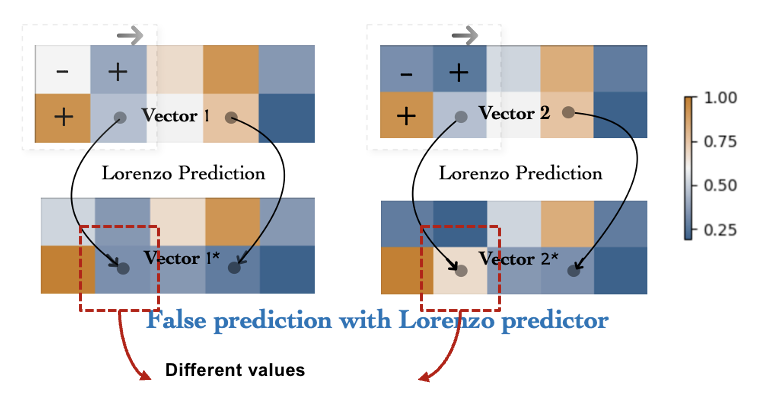 - +
+ Vector 1
- +
+ Vector 2
1.00
0.75
0.50
0.25
Lorenzo Prediction
Lorenzo Prediction
Vector 1*
Vector 2*
False prediction with Lorenzo predictor
Different values